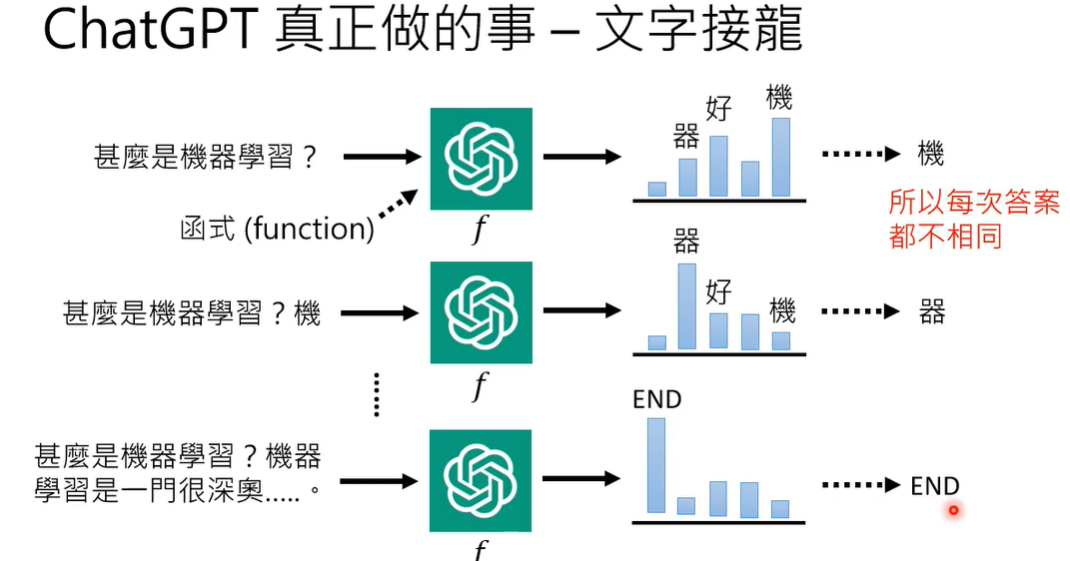 ChatGPT 真正做的事 – 文字接龍
甚麼是機器學習？
函式 (function)
f
器
好
機
機
所以每次答案
都不相同
甚麼是機器學習？機
f
器
好
機
器
甚麼是機器學習？機器
學習是一門很深奧…..。
f
END
END